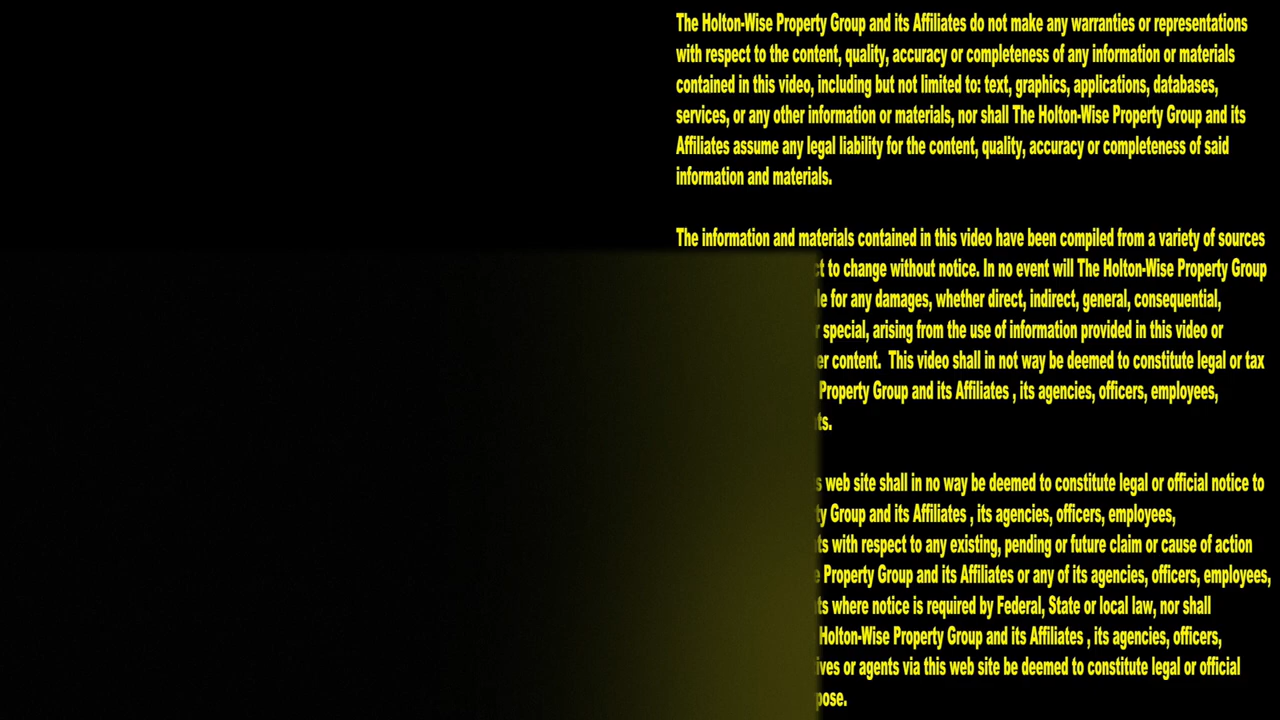 The Holton-Wise Property Group and its Affiliates do not make any warranties or representations
with respect to the content, quality, accuracy or completeness of any information or materials
contained in this video, including but not limited to: text, graphics, applications, databases,
services, or any other information or materials, nor shall The Holton-Wise Property Group and its
Affiliates assume any legal liability for the content, quality, accuracy or completeness of said
information and materials.
The information and materials contained in this video have been compiled from a variety of sources
to change without notice. In no event will The Holton-Wise Property Group
for any damages, whether direct, indirect, general, consequential,
special, arising from the use of information provided in this video or
content. This video shall in not way be deemed to constitute legal or tax
Property Group and its Affiliates , its agencies, officers, employees,
web site shall in no way be deemed to constitute legal or official notice to
Group and its Affiliates , its agencies, officers, employees,
with respect to any existing, pending or future claim or cause of action
Property Group and its Affiliates or any of its agencies, officers, employees,
where notice is required by Federal, State or local law, nor shall
Holton-Wise Property Group and its Affiliates , its agencies, officers,
or agents via this web site be deemed to constitute legal or official